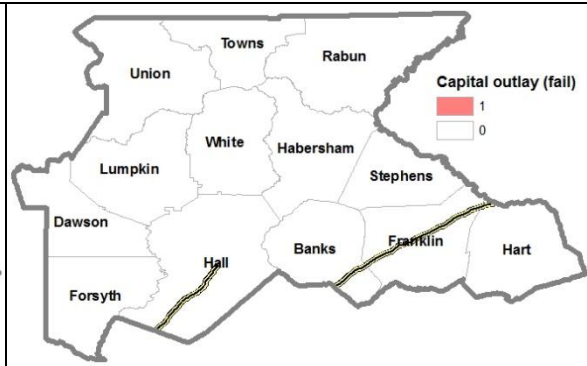 Towns
Union
Rabun
Capital outlay (fail)
1
0
White
Habersham
Lumpkin
Stephens
Dawson
Hall
Banks
Franklin
Hart
Forsyth